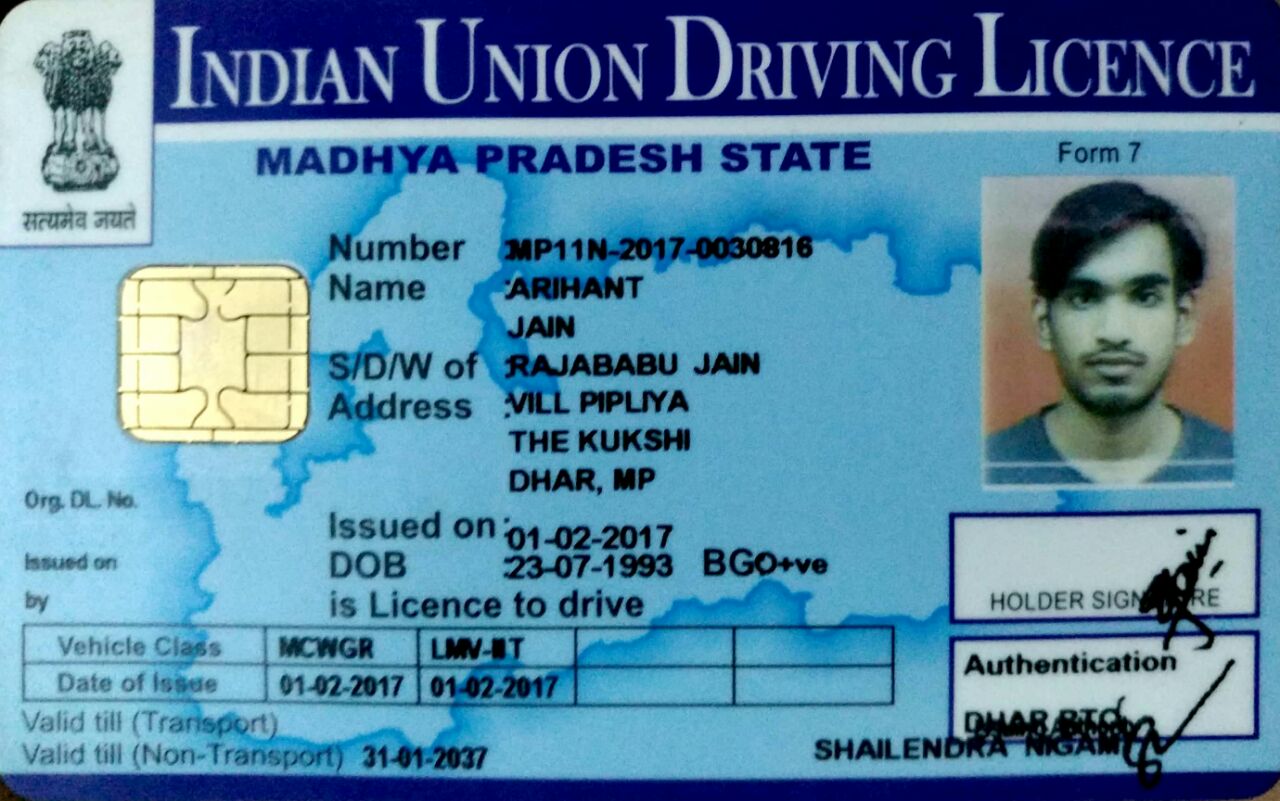 INDIAN UNION DRIVING LICENCE
सत्यमेव जयते
MADHYA PRADESH STATE
Form 7
Number :MP11N-2017-0030816
Name :ARIHANT
JAIN
S/D/W of :RAJABABU JAIN
Address :VILL PIPLIYA
THE KUKSHI
DHAR, MP
Org. DL. No.
Issued on :01-02-2017
Issued on
DOB :23-07-1993 BGO+ve
by
is Licence to drive
HOLDER SIGNATURE
Vehicle Class MCWGR LMV-NT
Date of Issue 01-02-2017 01-02-2017
Authentication
DHAR RTO
Valid till (Transport)
Valid till (Non-Transport) 31-01-2037
SHAILENDRA NIGAM